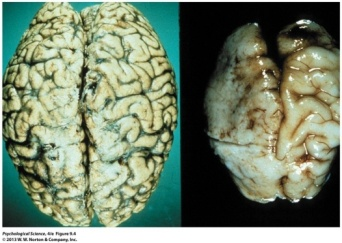 Psychological Science, 4/e Figure 9.4
© 2013 W. W. Norton & Company, Inc.